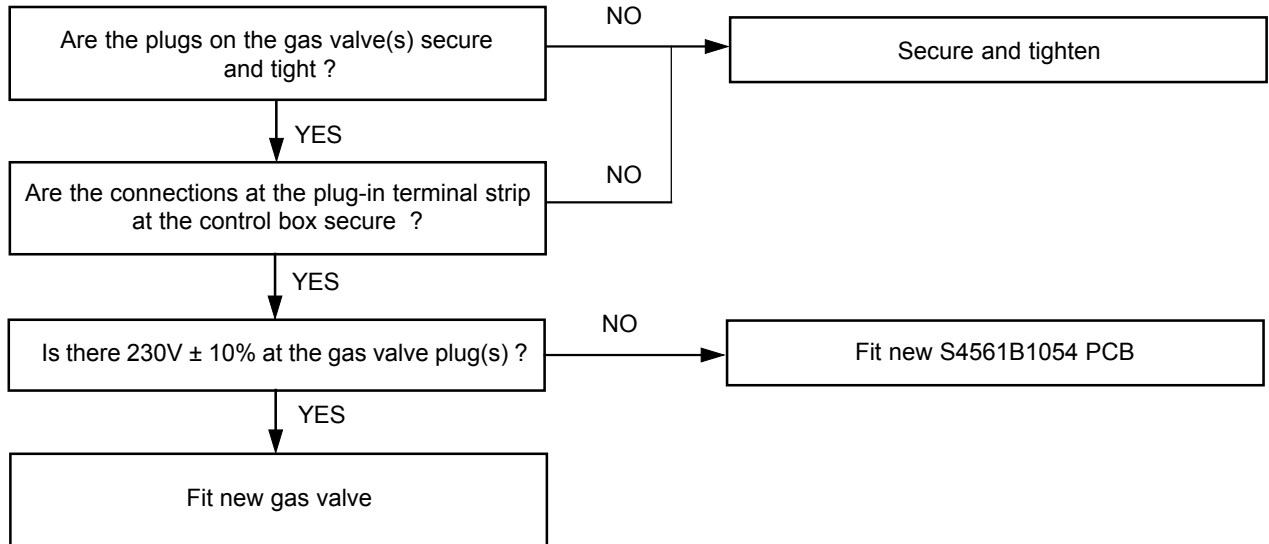 Are the plugs on the gas valve(s) secure
and tight ?
NO
Secure and tighten
YES
Are the connections at the plug-in terminal strip
at the control box secure ?
NO
YES
Is there 230V ± 10% at the gas valve plug(s) ?
NO
Fit new S4561B1054 PCB
YES
Fit new gas valve